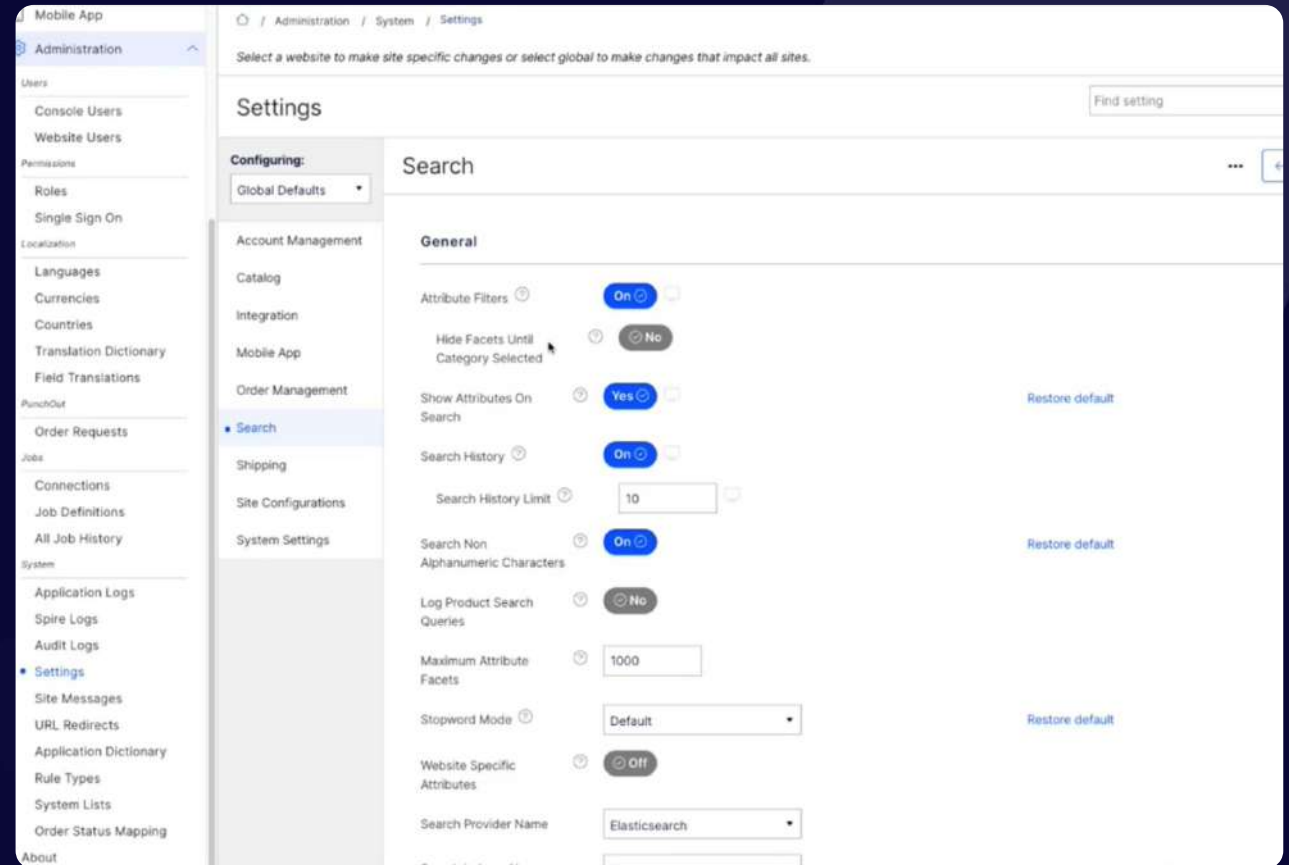 Mobile App
Administration
Users
Console Users
Website Users
Permissions
Roles
Single Sign On
Localization
Languages
Currencies
Countries
Translation Dictionary
Field Translations
PunchOut
Order Requests
Jobs
Connections
Job Definitions
All Job History
System
Application Logs
Spire Logs
Audit Logs
Settings
Site Messages
URL Redirects
Application Dictionary
Rule Types
System Lists
Order Status Mapping
About
/ Administration / System / Settings
Select a website to make site specific changes or select global to make changes that impact all sites.
Settings
Find setting
Configuring:
Global Defaults
Account Management
Catalog
Integration
Mobile App
Order Management
Search
Shipping
Site Configurations
System Settings
Search
General
Attribute Filters On
Hide Facets Until
Category Selected
No
Show Attributes On
Search
Yes
Restore default
Search History On
Search History Limit 10
Search Non
Alphanumeric Characters
On
Restore default
Log Product Search
Queries
No
Maximum Attribute
Facets
1000
Stopword Mode Default
Restore default
Website Specific
Attributes
Off
Search Provider Name Elasticsearch